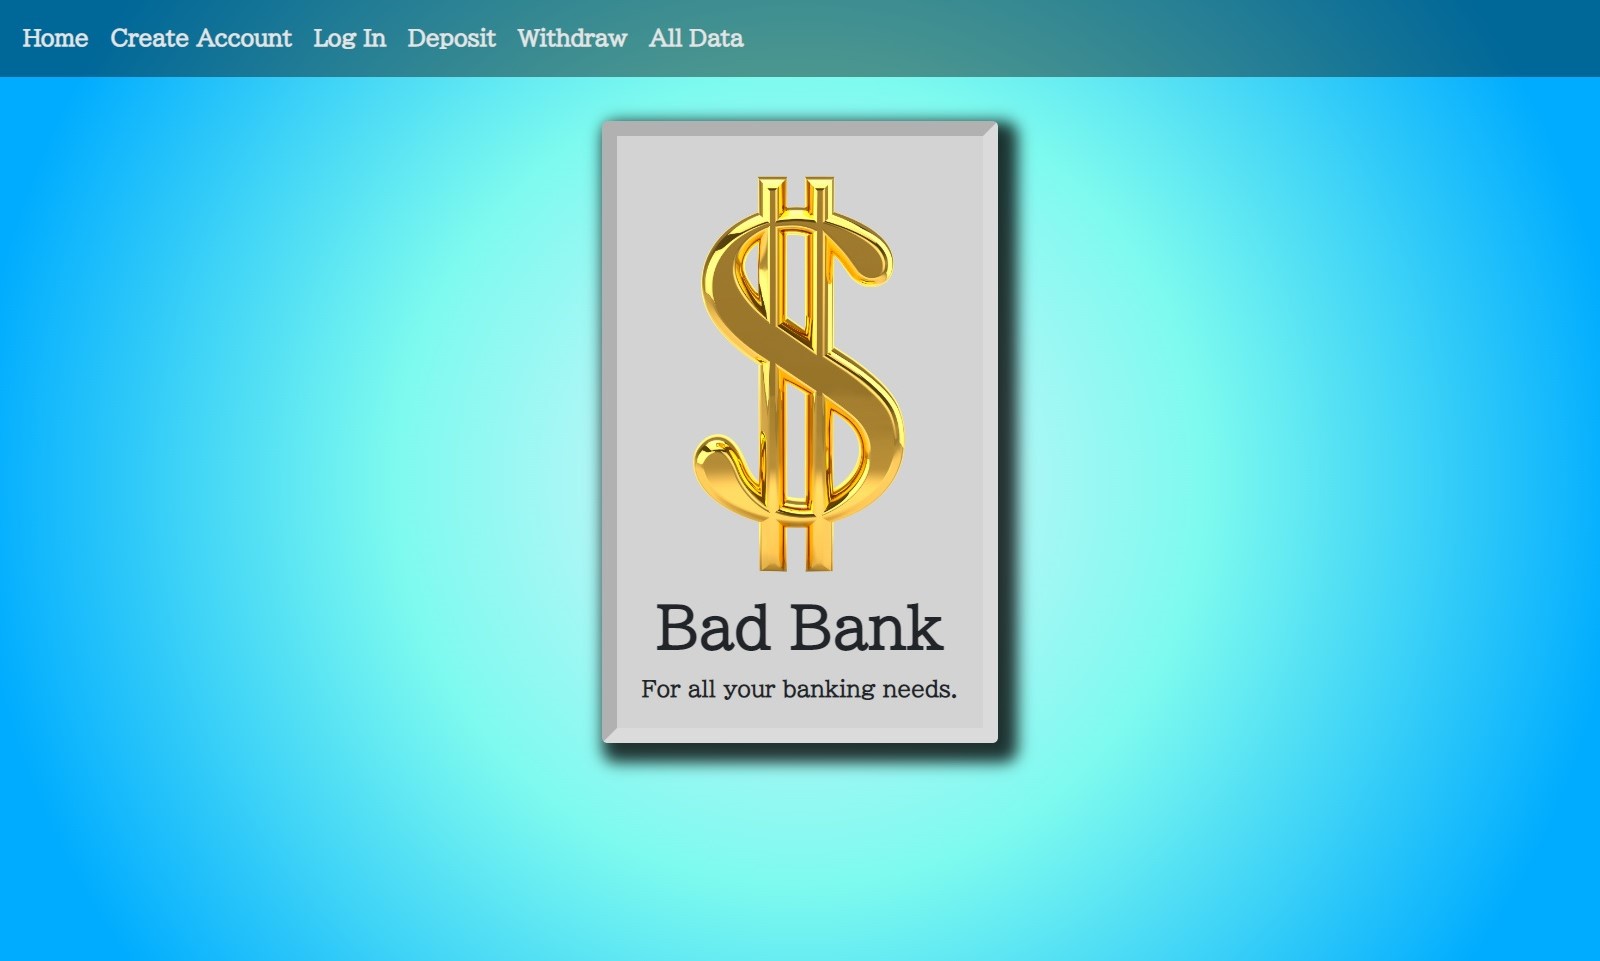 Home Create Account Log In Deposit Withdraw All Data
Bad Bank
For all your banking needs.